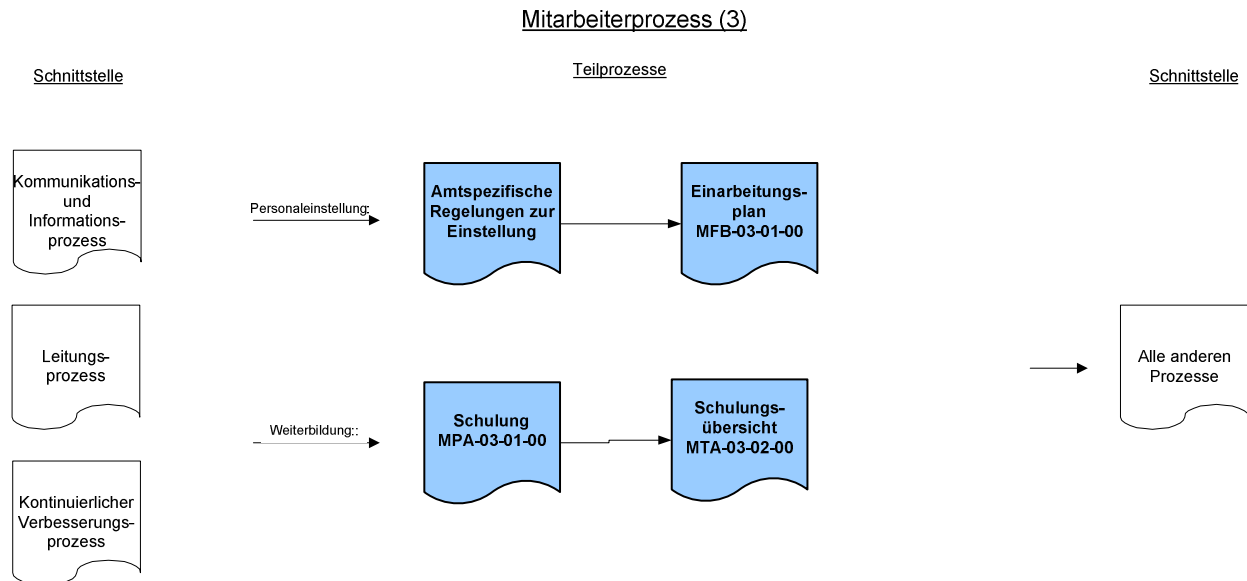 Mitarbeiterprozess (3)
Schnittstelle
Teilprozesse
Schnittstelle
Kommunikations-
und
Informations-
prozess
Personaleinstellung:
Amtspezifische
Regelungen zur
Einstellung
Einarbeitungs-
plan
MFB-03-01-00
Leitungs-
prozess
Alle anderen
Prozesse
Weiterbildung::
Schulung
MPA-03-01-00
Schulungs-
übersicht
MTA-03-02-00
Kontinuierlicher
Verbesserungs-
prozess